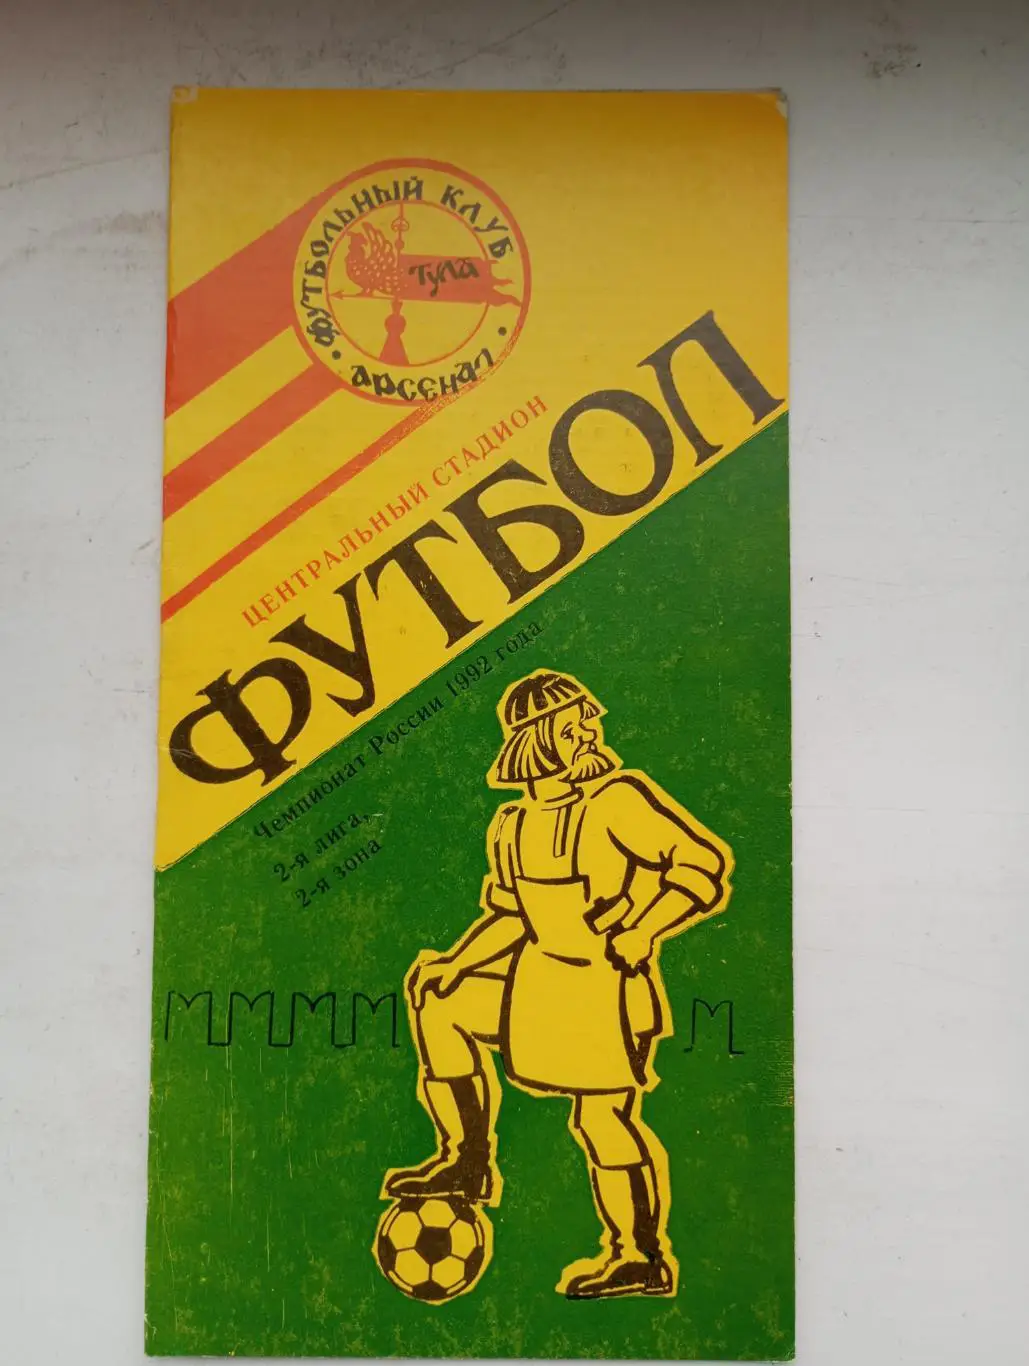 ФУТБОЛЬНЫЙ КЛУБ
Тула
• АРСЕНАЛ •
ЦЕНТРАЛЬНЫЙ СТАДИОН
ФУТБОЛ
Чемпионат России 1992 года
2-я лига,
2-я зона